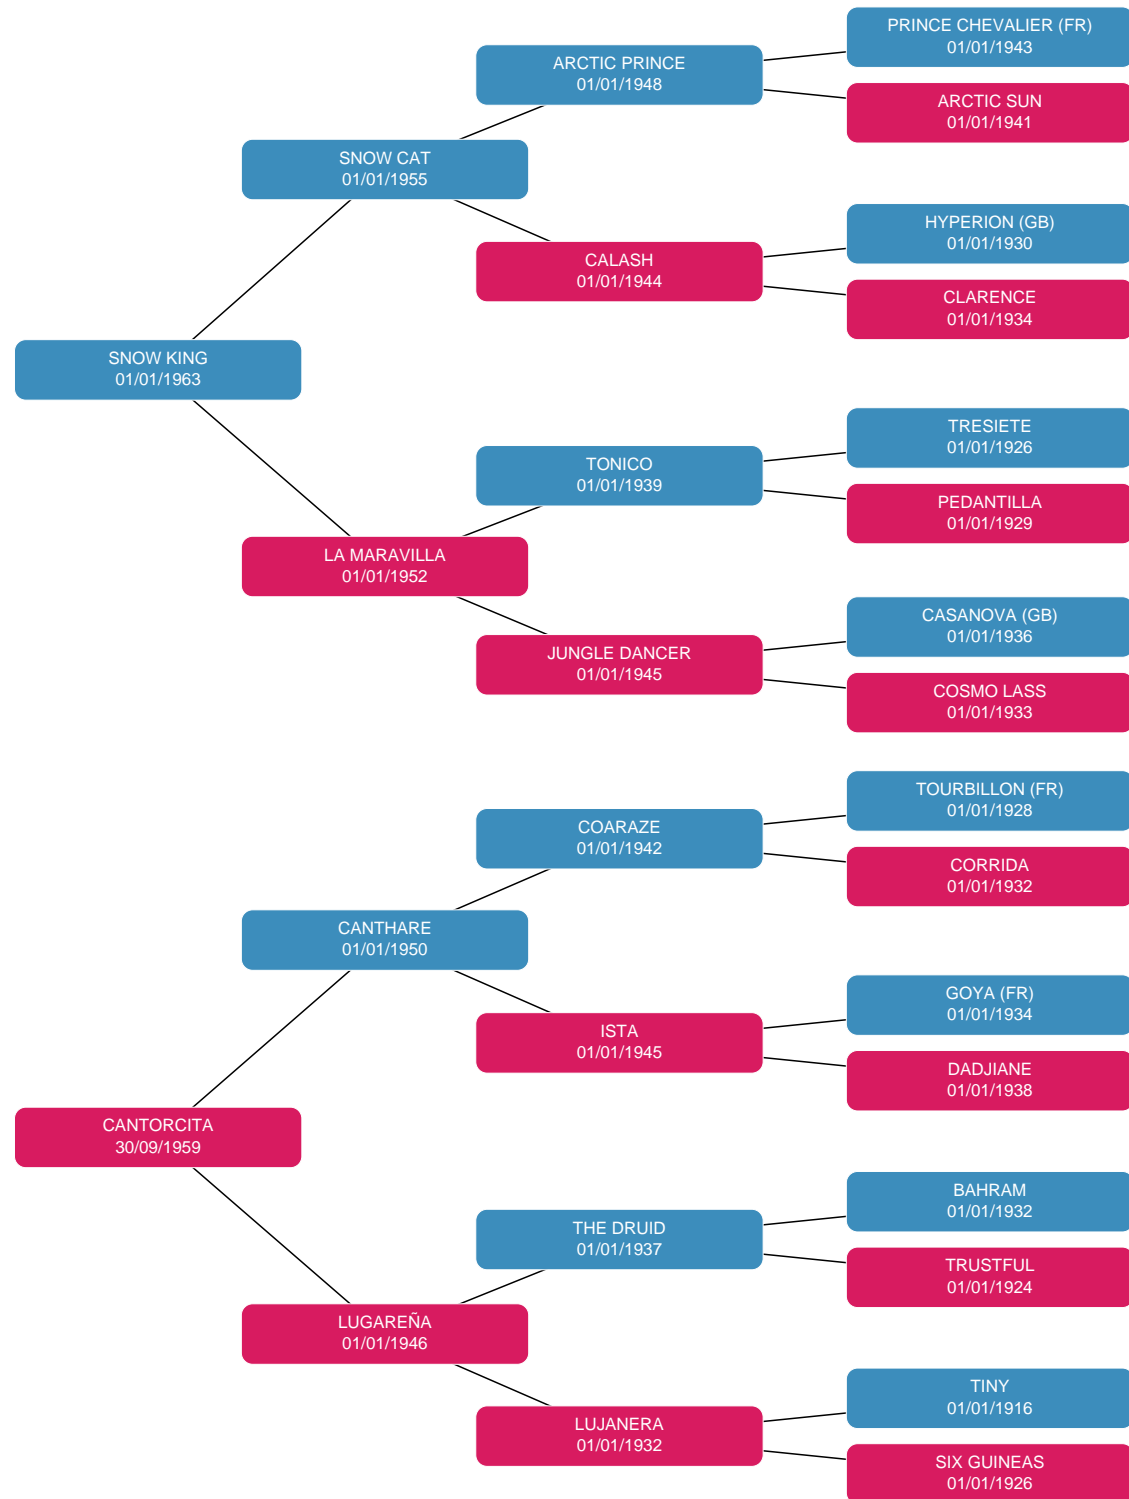 PRINCE CHEVALIER (FR)
01/01/1943
ARCTIC PRINCE
01/01/1948
ARCTIC SUN
01/01/1941
SNOW CAT
01/01/1955
HYPERION (GB)
01/01/1930
CALASH
01/01/1944
CLARENCE
01/01/1934
SNOW KING
01/01/1963
TRESIETE
01/01/1926
TONICO
01/01/1939
PEDANTILLA
01/01/1929
LA MARAVILLA
01/01/1952
CASANOVA (GB)
01/01/1936
JUNGLE DANCER
01/01/1945
COSMO LASS
01/01/1933
TOURBILLON (FR)
01/01/1928
COARAZE
01/01/1942
CORRIDA
01/01/1932
CANTHARE
01/01/1950
GOYA (FR)
01/01/1934
ISTA
01/01/1945
DADJIANE
01/01/1938
CANTORCITA
30/09/1959
BAHRAM
01/01/1932
THE DRUID
01/01/1937
TRUSTFUL
01/01/1924
LUGAREÑA
01/01/1946
TINY
01/01/1916
LUJANERA
01/01/1932
SIX GUINEAS
01/01/1926